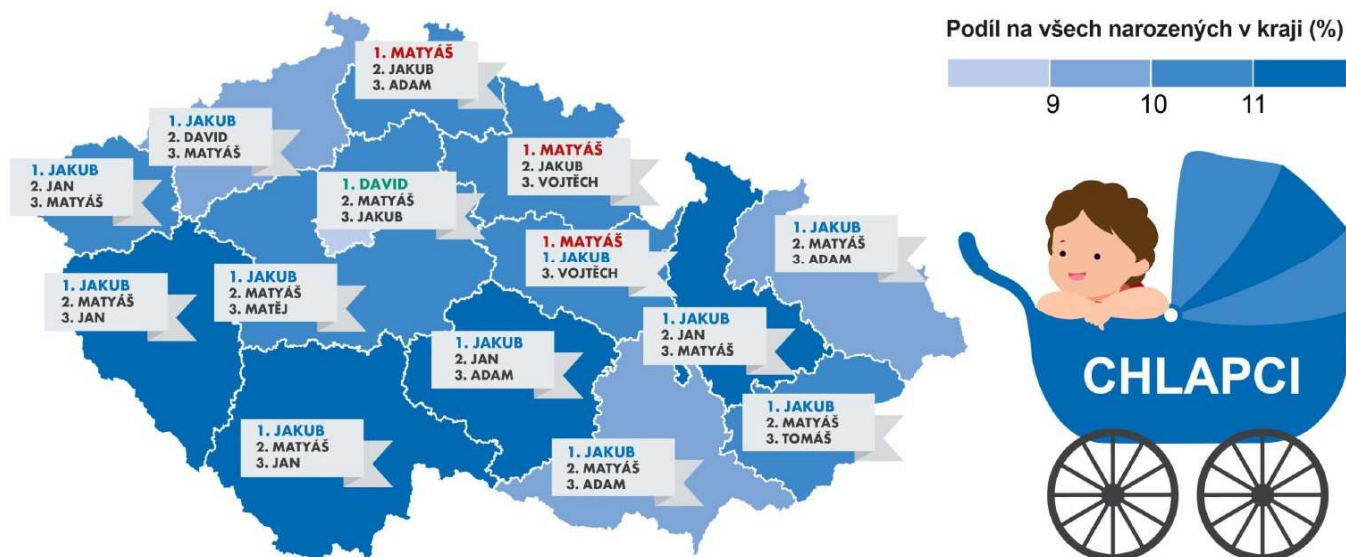 Podíl na všech narozených v kraji (%)
9 10 11
1. MATYÁŠ
2. JAKUB
3. ADAM
1. JAKUB
2. DAVID
3. MATYÁŠ
1. JAKUB
2. JAN
3. MATYÁŠ
1. DAVID
2. MATYÁŠ
3. JAKUB
1. MATYÁŠ
2. JAKUB
3. VOJTĚCH
1. MATYÁŠ
1. JAKUB
3. VOJTĚCH
1. JAKUB
2. MATYÁŠ
3. ADAM
1. JAKUB
2. MATYÁŠ
3. JAN
1. JAKUB
2. MATYÁŠ
3. MATĚJ
1. JAKUB
2. JAN
3. ADAM
1. JAKUB
2. JAN
3. MATYÁŠ
1. JAKUB
2. MATYÁŠ
3. TOMÁŠ
1. JAKUB
2. MATYÁŠ
3. JAN
1. JAKUB
2. MATYÁŠ
3. ADAM
CHLAPCI